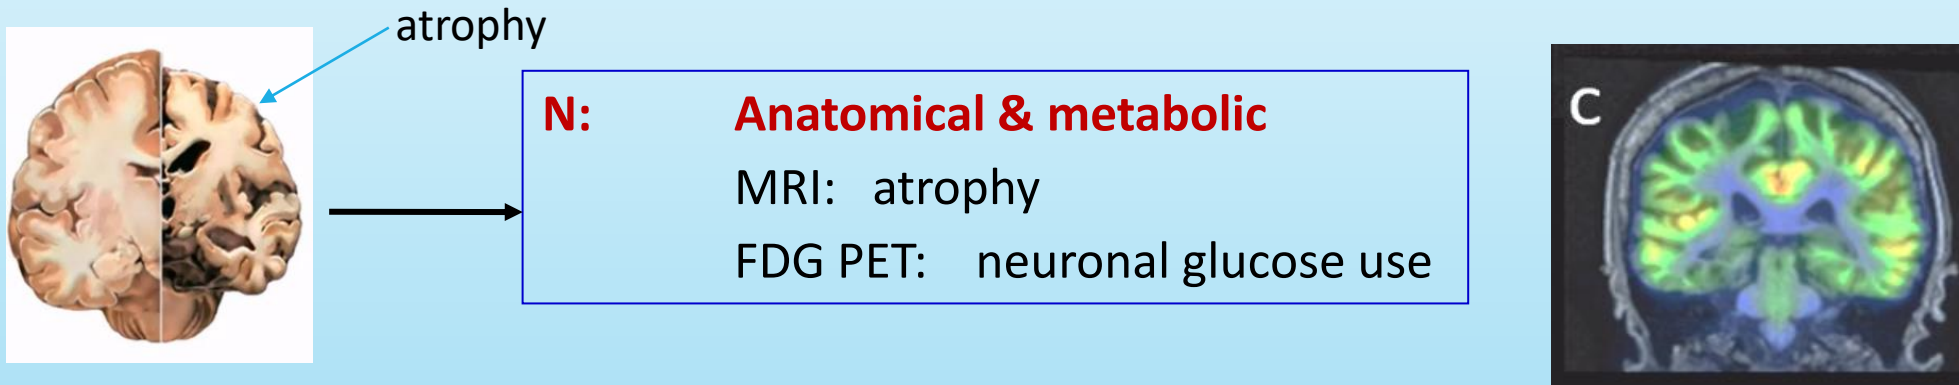 atrophy
N: Anatomical & metabolic
MRI: atrophy
FDG PET: neuronal glucose use
C